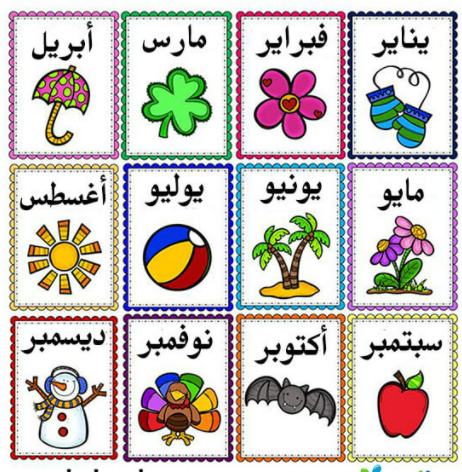 يناير
فبراير
مارس
أبريل
مايو
يونيو
يوليو
أغسطس
سبتمبر
أكتوبر
نوفمبر
ديسمبر